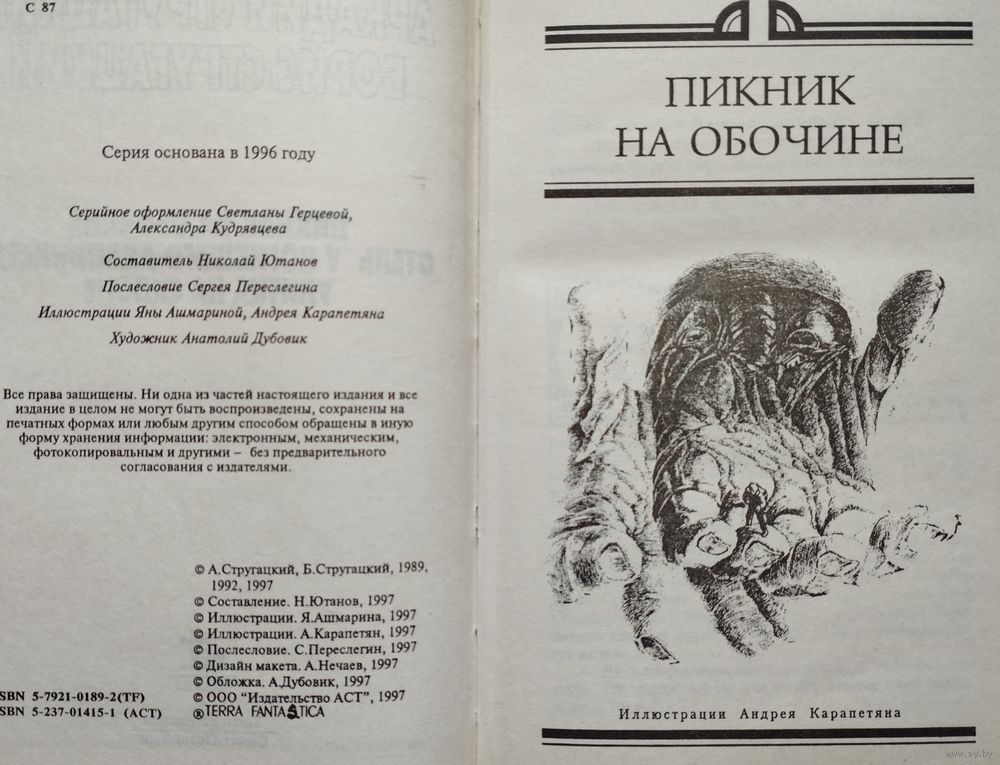 С 87
Серия основана в 1996 году
Серийное оформление Светланы Герцевой,
Александра Кудрявцева
Составитель Николай Ютанов
Послесловие Сергея Переслегина
Иллюстрации Яны Ашмариной, Андрея Карапетяна
Художник Анатолий Дубовик
Все права защищены. Ни одна из частей настоящего издания и все
издание в целом не могут быть воспроизведены, сохранены на
печатных формах или любым другим способом обращены в иную
форму хранения информации: электронным, механическим,
фотокопировальным и другими – без предварительного
согласования с издателями.
© А.Стругацкий, Б.Стругацкий, 1989,
1992, 1997
© Составление. Н.Ютанов, 1997
© Иллюстрации. Я.Ашмарина, 1997
© Иллюстрации. А.Карапетян, 1997
© Послесловие. С.Переслегин, 1997
© Дизайн макета. А.Нечаев, 1997
© Обложка. А.Дубовик, 1997
SBN 5-7921-0189-2(TF) © ООО "Издательство АСТ", 1997
SBN 5-237-01415-1 (АСТ) ® TERRA FANTASTICA
ПИКНИК
НА ОБОЧИНЕ
Иллюстрации Андрея Карапетяна
www.ay.by